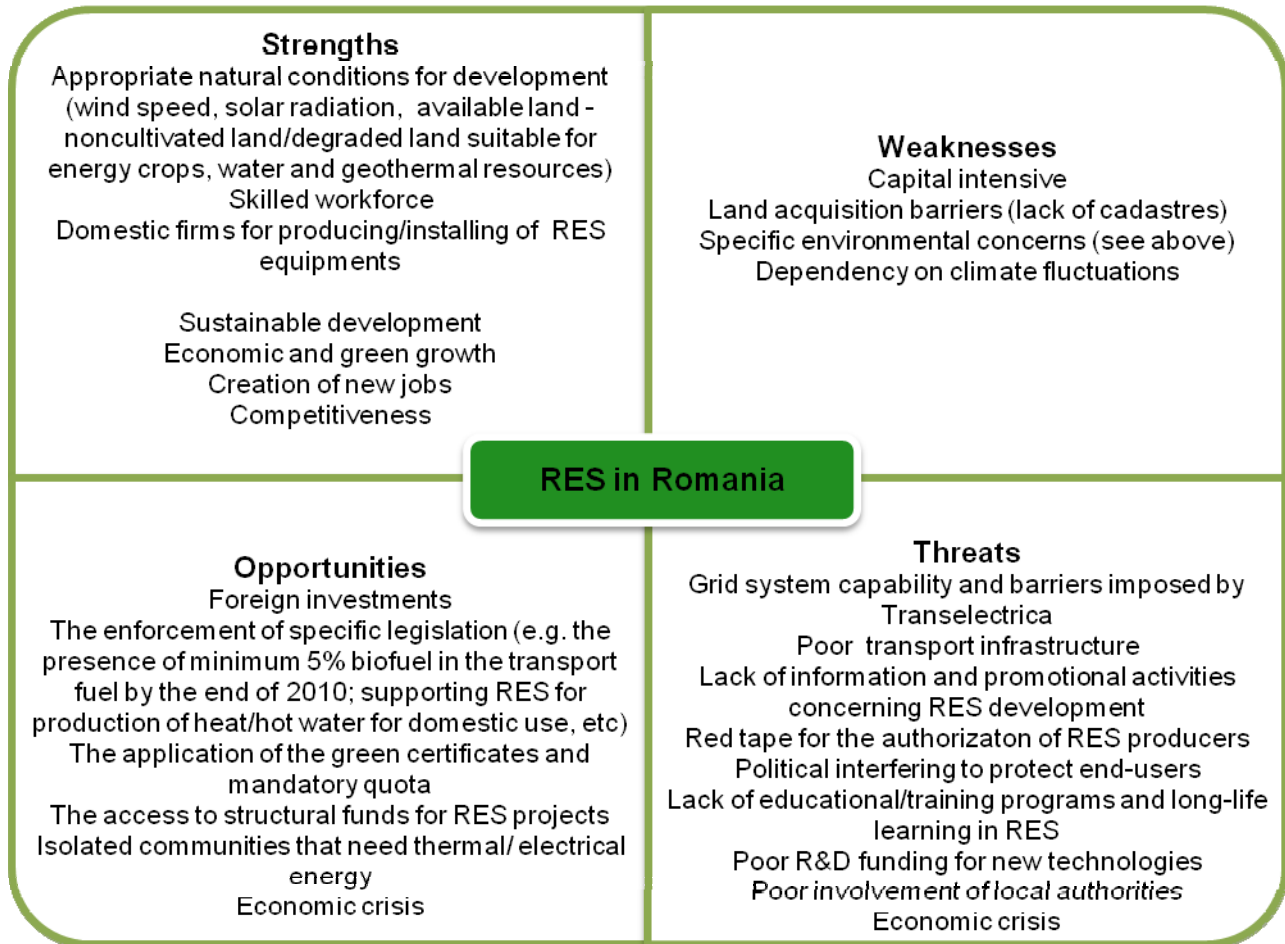 Strengths
Appropriate natural conditions for development
(wind speed, solar radiation, available land -
noncultivated land/degraded land suitable for
energy crops, water and geothermal resources)
Skilled workforce
Domestic firms for producing/installing of RES
equipments
Sustainable development
Economic and green growth
Creation of new jobs
Competitiveness
Weaknesses
Capital intensive
Land acquisition barriers (lack of cadastres)
Specific environmental concerns (see above)
Dependency on climate fluctuations
RES in Romania
Opportunities
Foreign investments
The enforcement of specific legislation (e.g. the
presence of minimum 5% biofuel in the transport
fuel by the end of 2010; supporting RES for
production of heat/hot water for domestic use, etc)
The application of the green certificates and
mandatory quota
The access to structural funds for RES projects
Isolated communities that need thermal/ electrical
energy
Economic crisis
Threats
Grid system capability and barriers imposed by
Transelectrica
Poor transport infrastructure
Lack of information and promotional activities
concerning RES development
Red tape for the authorizaton of RES producers
Political interfering to protect end-users
Lack of educational/training programs and long-life
learning in RES
Poor R&D funding for new technologies
Poor involvement of local authorities
Economic crisis